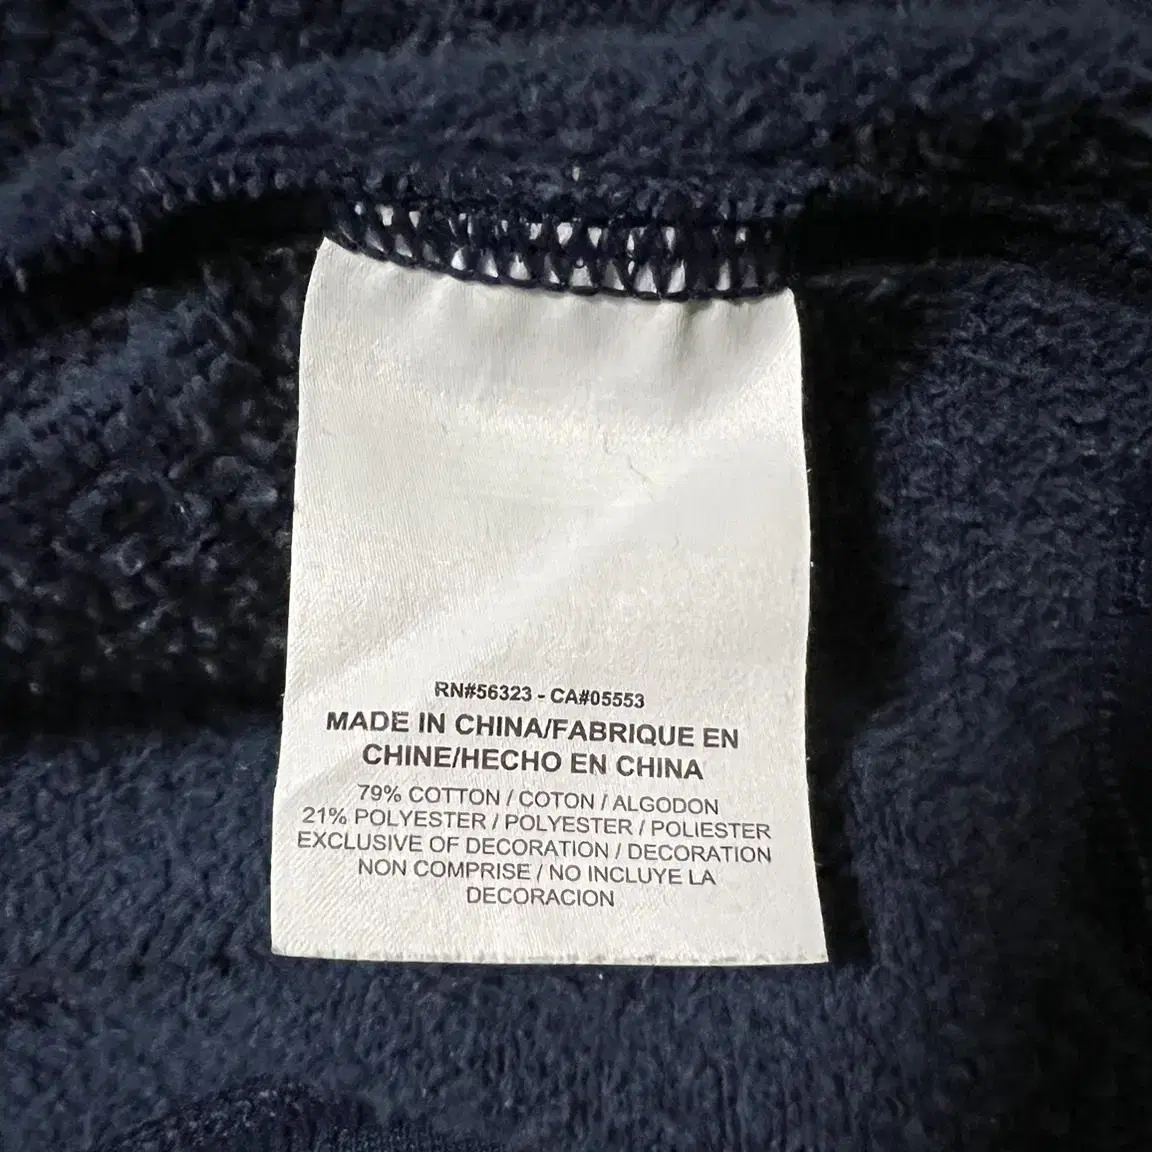 RN#56323 - CA#05553
MADE IN CHINA/FABRIQUE EN
CHINE/HECHO EN CHINA
79% COTTON / COTON / ALGODON
21% POLYESTER / POLYESTER / POLIESTER
EXCLUSIVE OF DECORATION / DECORATION
NON COMPRISE / NO INCLUYE LA
DECORACION